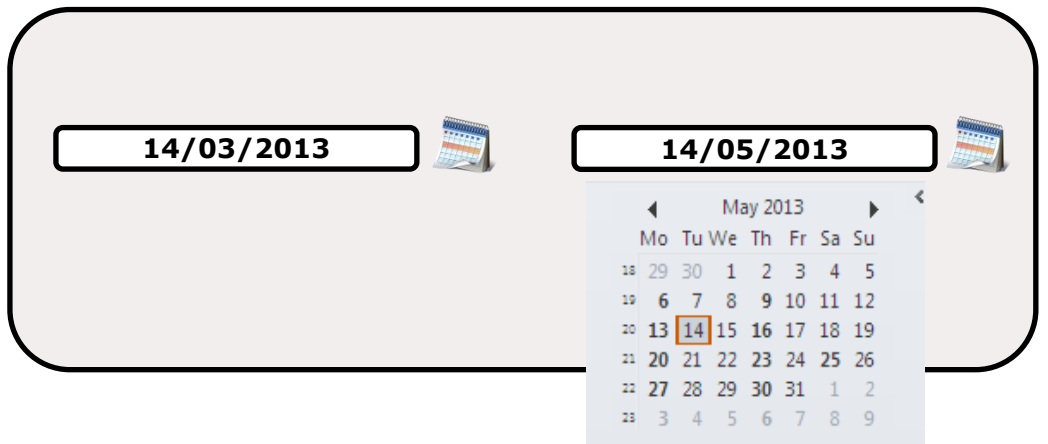 14/03/2013 14/05/2013
May 2013
Mo Tu We Th Fr Sa Su
18 29 30 1 2 3 4 5
19 6 7 8 9 10 11 12
20 13 14 15 16 17 18 19
21 20 21 22 23 24 25 26
22 27 28 29 30 31 1 2
23 3 4 5 6 7 8 9